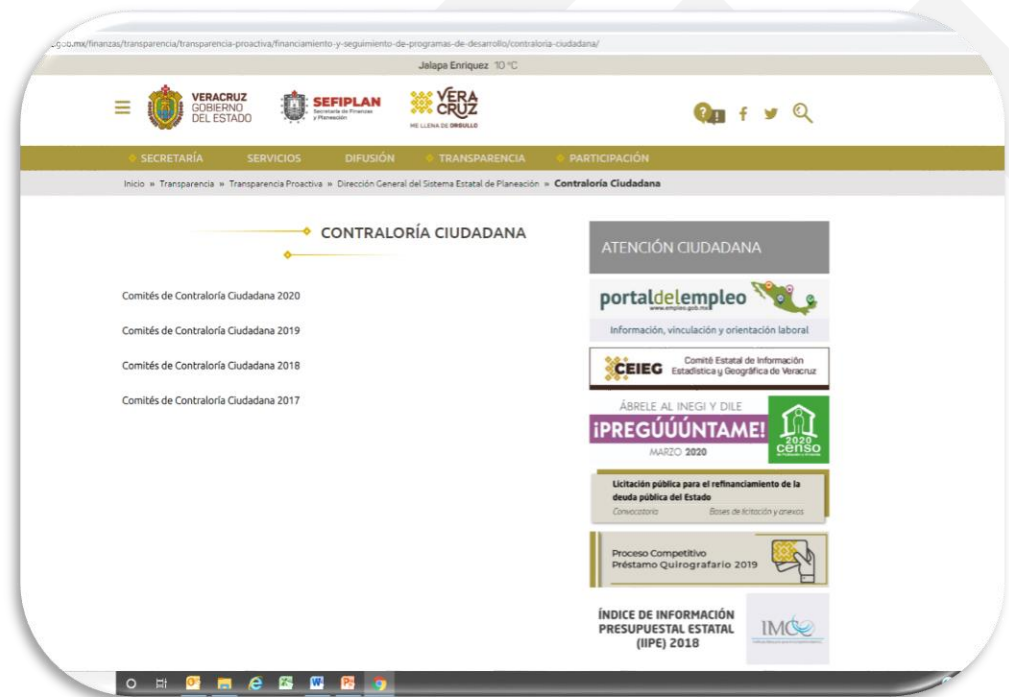 gob.mx/finanzas/transparencia/transparencia-proactiva/financiamiento-y-seguimiento-de-programas-de-desarrollo/contraloria-ciudadana/
Jalapa Enriquez 10 °C
VERACRUZ
GOBIERNO
DEL ESTADO
SEFIPLAN
Secretaría de Finanzas
y Planeación
VERA
CRUZ
ME LLENA DE ORGULLO
SECRETARÍA SERVICIOS DIFUSIÓN TRANSPARENCIA PARTICIPACIÓN
Inicio » Transparencia » Transparencia Proactiva » Dirección General del Sistema Estatal de Planeación » Contraloría Ciudadana
CONTRALORÍA CIUDADANA
Comités de Contraloría Ciudadana 2020
Comités de Contraloría Ciudadana 2019
Comités de Contraloría Ciudadana 2018
Comités de Contraloría Ciudadana 2017
ATENCIÓN CIUDADANA
portaldelempleo
www.empleo.gob.mx
Información, vinculación y orientación laboral
CEIEG
Comité Estatal de Información
Estadística y Geográfica de Veracruz
ÁBRELE AL INEGI Y DILE
¡PREGÚÚÚNTAME!
MARZO 2020
2020
censo
Licitación pública para el refinanciamiento de la
deuda pública del Estado
Convocatoria Bases de licitación y anexos
Proceso Competitivo
Préstamo Quirografario 2019
ÍNDICE DE INFORMACIÓN
PRESUPUESTAL ESTATAL
(IIPE) 2018
IMCO